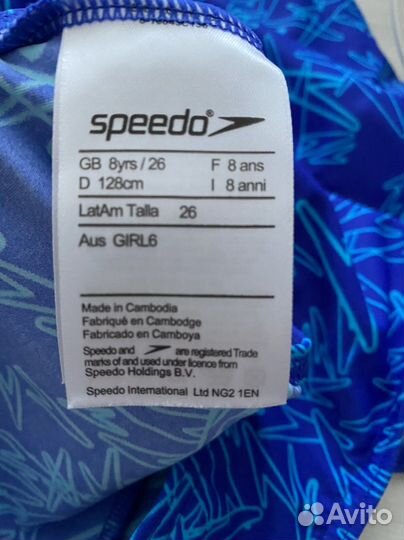 speedo®
GB 8yrs / 26 F 8 ans
D 128cm I 8 anni
LatAm Talla 26
Aus GIRL6
Made in Cambodia
Fabriqué en Cambodge
Fabricado en Camboya
Speedo and are registered Trade
marks of and used under licence from
Speedo Holdings B.V.
Speedo International Ltd NG2 1EN
Avito